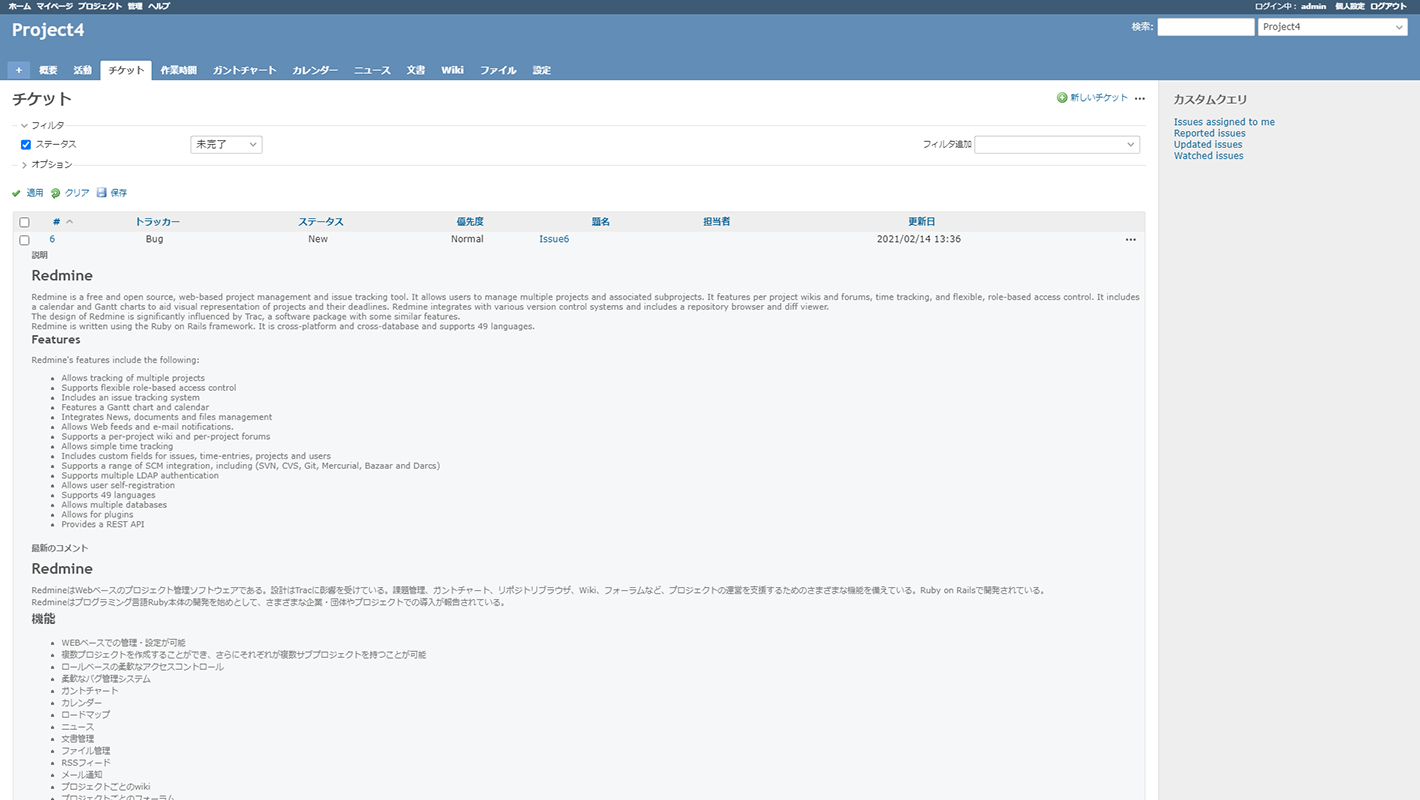 ホーム マイページ プロジェクト 管理 ヘルプ
ログイン中: admin 個人設定 ログアウト
Project4
検索:
Project4
+ 概要 活動 チケット 作業時間 ガントチャート カレンダー ニュース 文書 Wiki ファイル 設定
チケット
新しいチケット ...
フィルタ
ステータス 未完了 フィルタ追加
オプション
適用 クリア 保存
# トラッカー ステータス 優先度 題名 担当者 更新日
6 Bug New Normal Issue6 2021/02/14 13:36 ...
説明
Redmine
Redmine is a free and open source, web-based project management and issue tracking tool. It allows users to manage multiple projects and associated subprojects. It features per project wikis and forums, time tracking, and flexible, role-based access control. It includes
a calendar and Gantt charts to aid visual representation of projects and their deadlines. Redmine integrates with various version control systems and includes a repository browser and diff viewer.
The design of Redmine is significantly influenced by Trac, a software package with some similar features.
Redmine is written using the Ruby on Rails framework. It is cross-platform and cross-database and supports 49 languages.
Features
Redmine's features include the following:
Allows tracking of multiple projects
Supports flexible role-based access control
Includes an issue tracking system
Features a Gantt chart and calendar
Integrates News, documents and files management
Allows Web feeds and e-mail notifications.
Supports a per-project wiki and per-project forums
Allows simple time tracking
Includes custom fields for issues, time-entries, projects and users
Supports a range of SCM integration, including (SVN, CVS, Git, Mercurial, Bazaar and Darcs)
Supports multiple LDAP authentication
Allows user self-registration
Supports 49 languages
Allows multiple databases
Allows for plugins
Provides a REST API
最新のコメント
Redmine
RedmineはWebベースのプロジェクト管理ソフトウェアである。設計はTracに影響を受けている。課題管理、ガントチャート、リポジトリブラウザ、Wiki、フォーラムなど、プロジェクトの運営を支援するためのさまざまな機能を備えている。Ruby on Railsで開発されている。
Redmineはプログラミング言語Ruby本体の開発を始めとして、さまざまな企業・団体やプロジェクトでの導入が報告されている。
機能
WEBベースでの管理・設定が可能
複数プロジェクトを作成することができ、さらにそれぞれが複数サブプロジェクトを持つことが可能
ロールベースの柔軟なアクセスコントロール
柔軟なバグ管理システム
ガントチャート
カレンダー
ロードマップ
ニュース
文書管理
ファイル管理
RSSフィード
メール通知
プロジェクトごとのwiki
プロジェクトごとのフォーラム
カスタムクエリ
Issues assigned to me
Reported issues
Updated issues
Watched issues